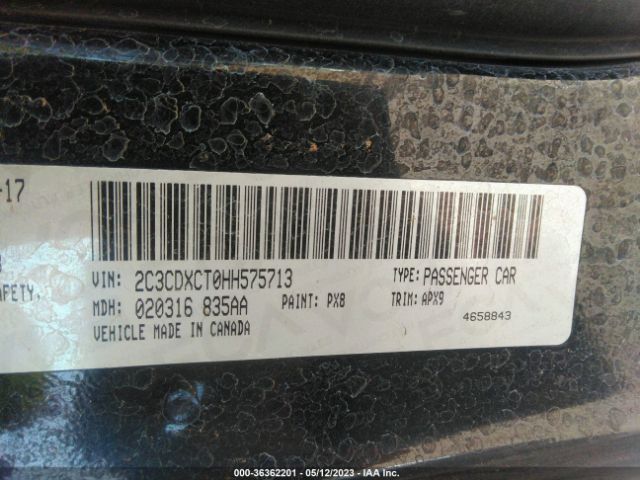 -17
VIN: 2C3CDXCT0HH575713 TYPE: PASSENGER CAR
AFETY. MDH: 020316 835AA PAINT: PX8 TRIM: APX9
VEHICLE MADE IN CANADA 4658843
000-36362201 - 05/12/2023 - IAA Inc.